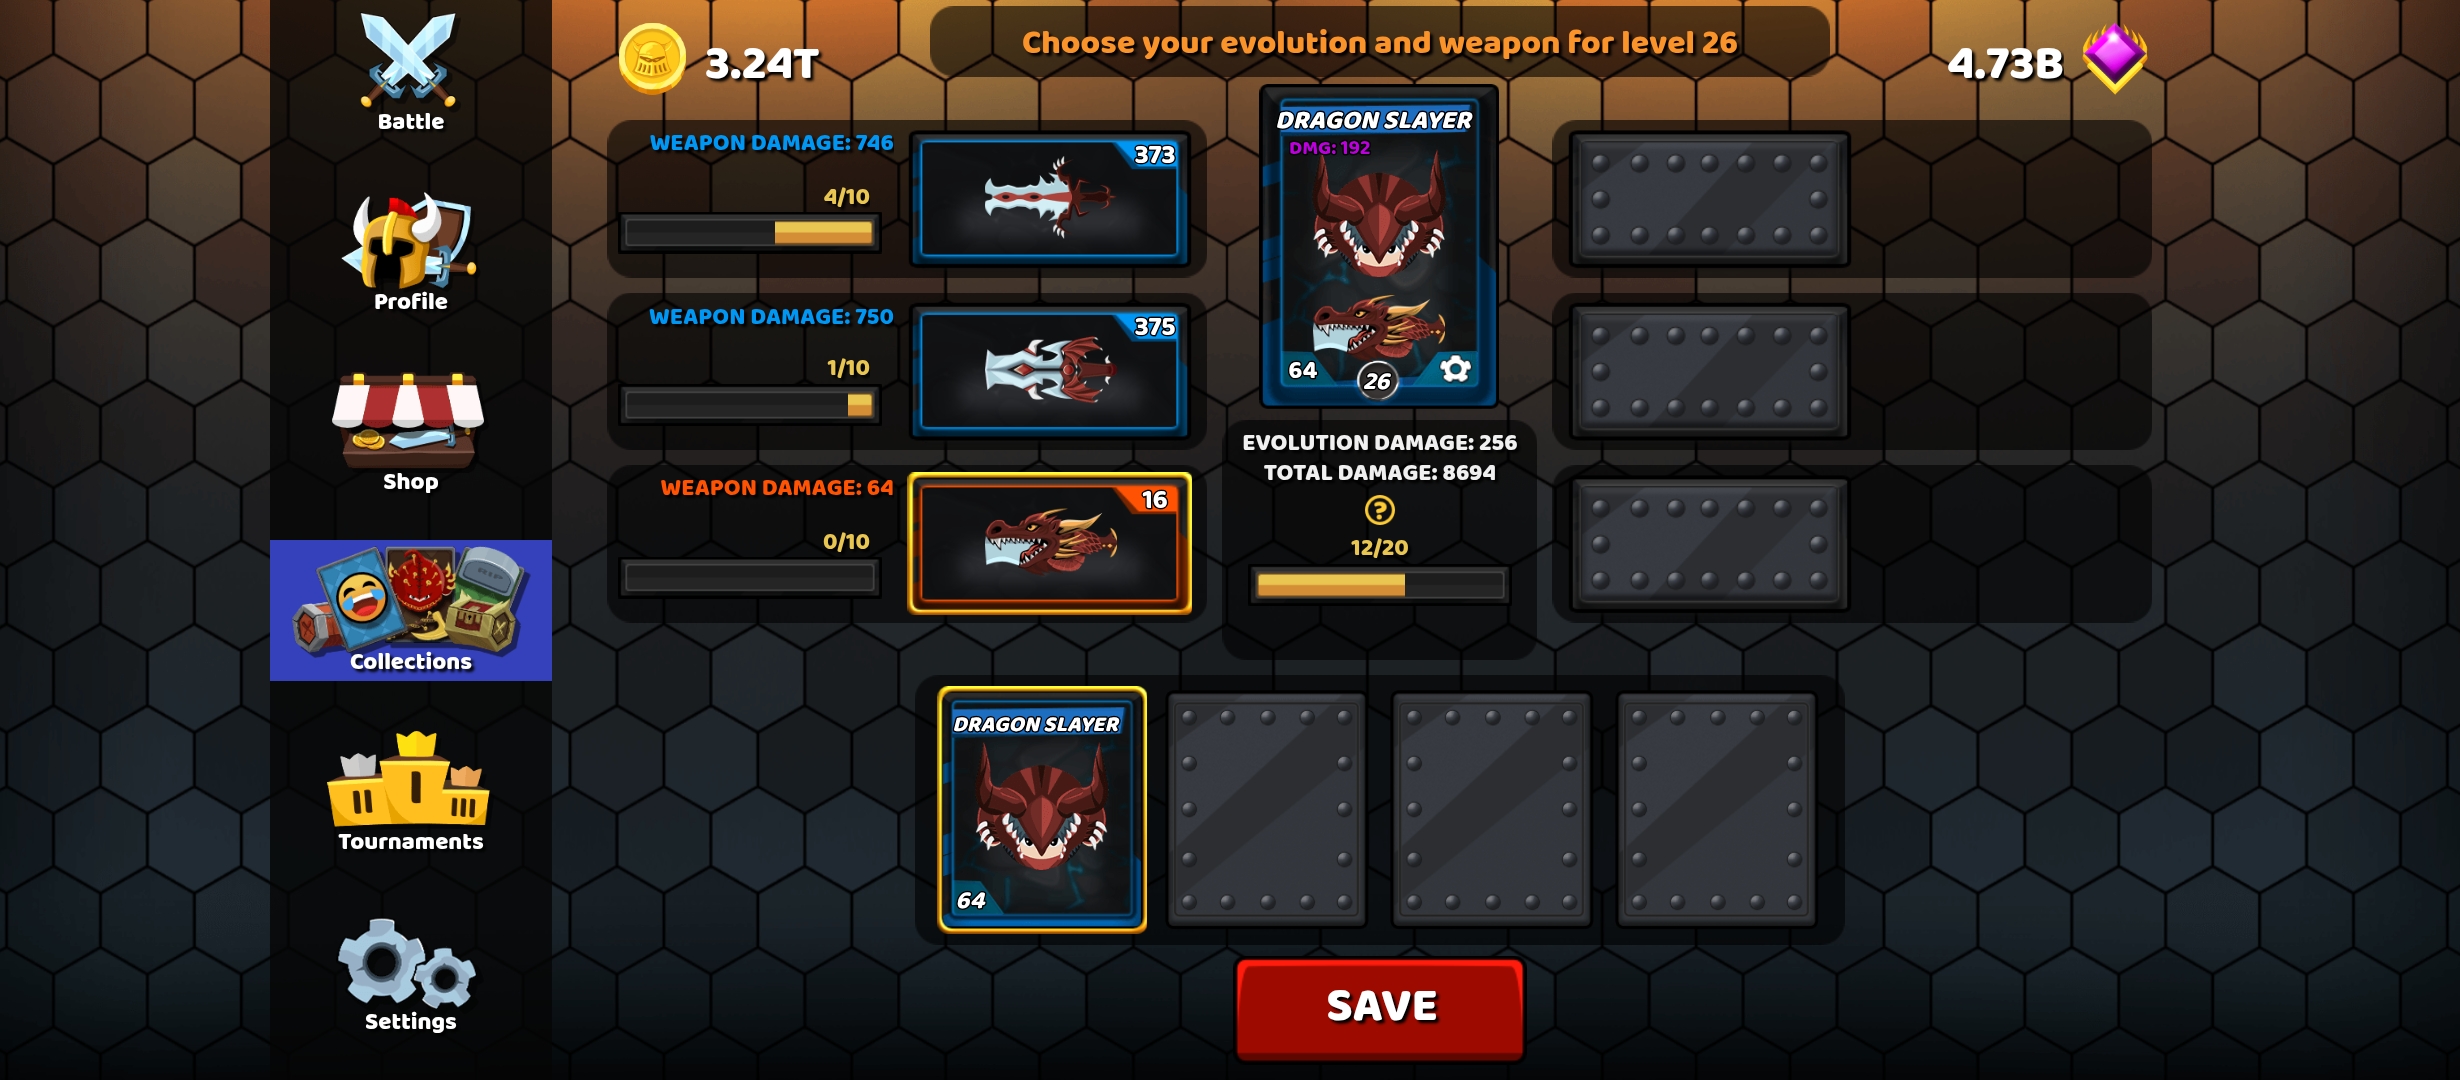 Battle
Profile
Shop
Collections
Tournaments
Settings
3.24T
Choose your evolution and weapon for level 26
4.73B
WEAPON DAMAGE: 746
373
4/10
WEAPON DAMAGE: 750
375
1/10
WEAPON DAMAGE: 64
16
0/10
DRAGON SLAYER
DMG: 192
64
26
EVOLUTION DAMAGE: 256
TOTAL DAMAGE: 8694
?
12/20
DRAGON SLAYER
64
SAVE